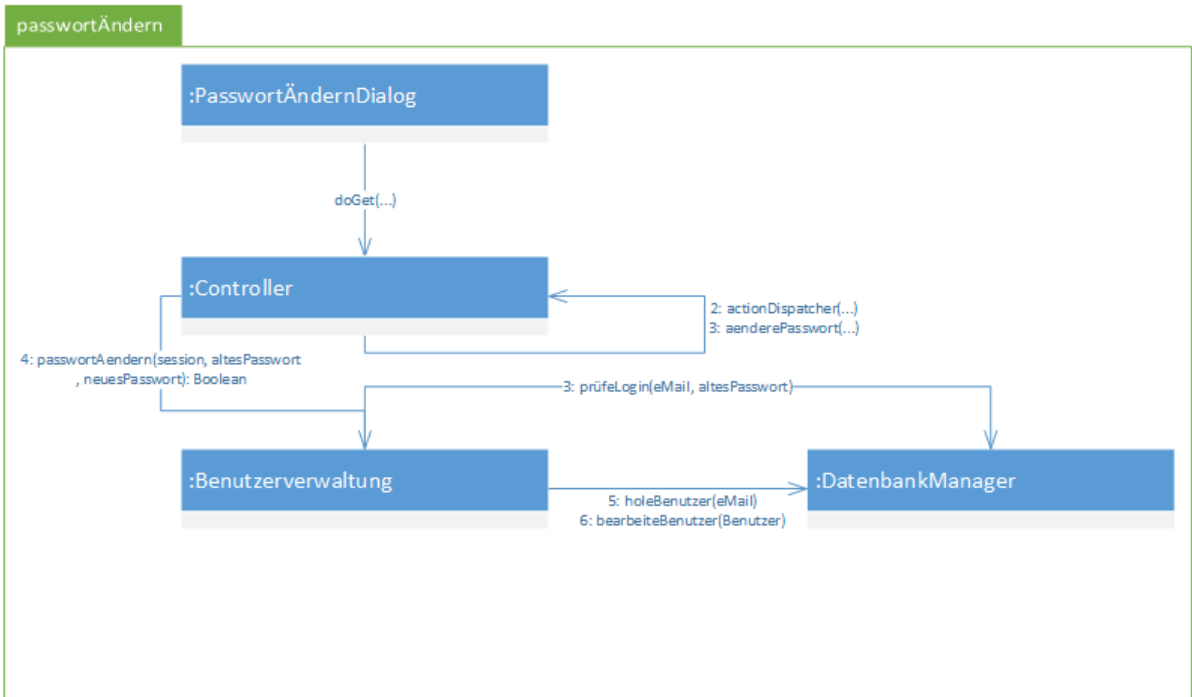 passwortÄndern
:PasswortÄndernDialog
doGet(...)
:Controller
2: actionDispatcher(...)
3: aenderePasswort(...)
4: passwortAendern(session, altesPasswort
, neuesPasswort): Boolean
3: prüfeLogin(eMail, altesPasswort)
:Benutzerverwaltung
:DatenbankManager
5: holeBenutzer(eMail)
6: bearbeiteBenutzer(Benutzer)